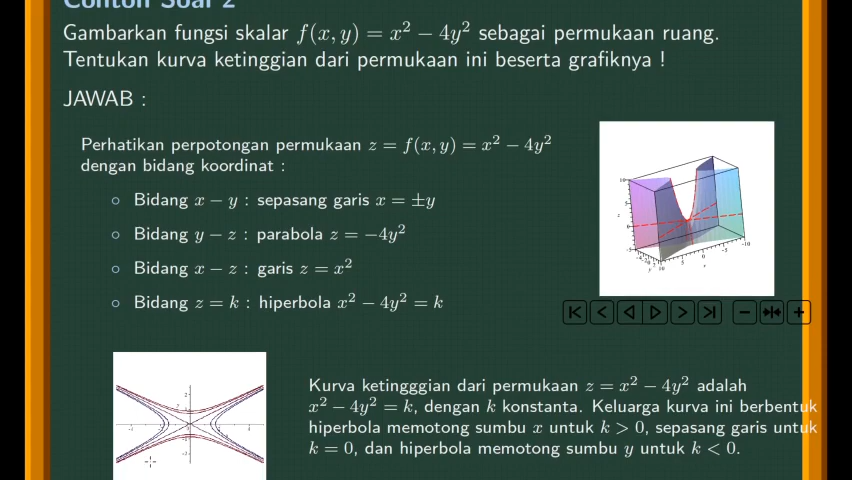 Contoh Soal 2
Gambarkan fungsi skalar f(x, y) = x² − 4y² sebagai permukaan ruang.
Tentukan kurva ketinggian dari permukaan ini beserta grafiknya !
JAWAB :
Perhatikan perpotongan permukaan z = f(x, y) = x² − 4y²
dengan bidang koordinat :
Bidang x − y : sepasang garis x = ±y
Bidang y − z : parabola z = −4y²
Bidang x − z : garis z = x²
Bidang z = k : hiperbola x² − 4y² = k
Kurva ketingggian dari permukaan z = x² − 4y² adalah
x² − 4y² = k, dengan k konstanta. Keluarga kurva ini berbentuk
hiperbola memotong sumbu x untuk k > 0, sepasang garis untuk
k = 0, dan hiperbola memotong sumbu y untuk k < 0.